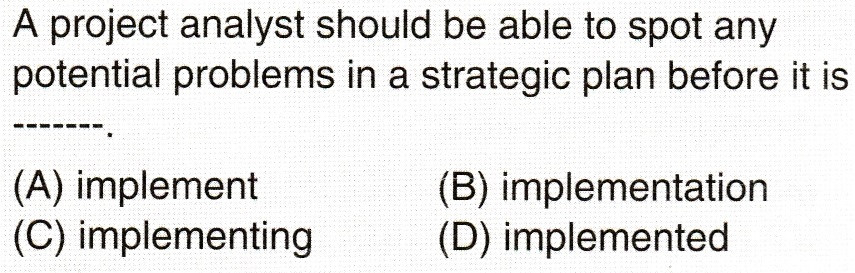 A project analyst should be able to spot any
potential problems in a strategic plan before it is
-------.
(A) implement (B) implementation
(C) implementing (D) implemented